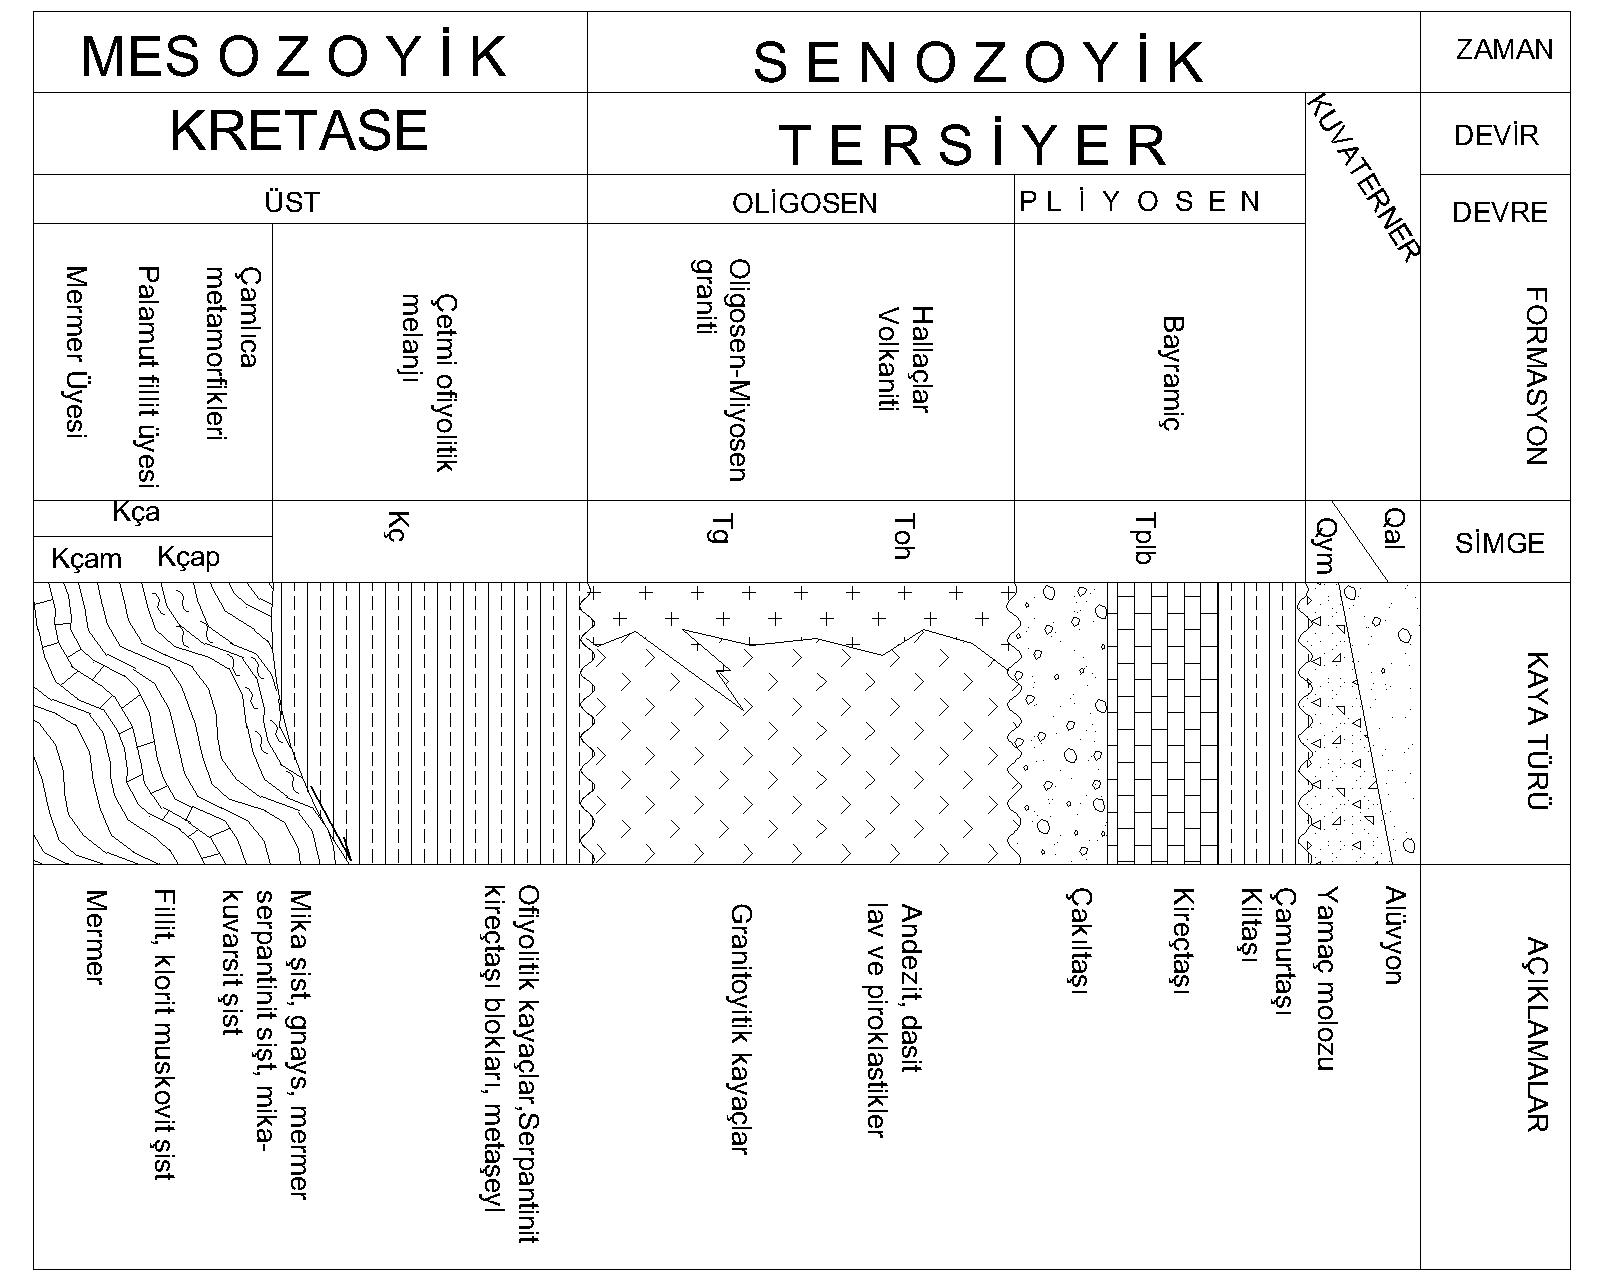 MESOZOYİK
SENOZOYİK
ZAMAN
KRETASE
TERSİYER
KUVATERNER
DEVİR
ÜST
OLİGOSEN
PLİYOSEN
DEVRE
Mermer Üyesi
Palamut fillit üyesi
Çamlıca
metamorfikleri
Çetmi ofiyolitik
melanjı
Oligosen-Miyosen
graniti
Hallaçlar
Volkaniti
Bayramiç
FORMASYON
Kça
Kçam
Kçap
Kç
Tg
Toh
Tplb
Qym
Qal
SİMGE
KAYA TÜRÜ
Mermer
Fillit, klorit muskovit şist
Mika şist, gnays, mermer
serpantinit sişt, mika-
kuvarsit şist
Ofiyolitik kayaçlar,Serpantinit
kireçtaşı blokları, metaşeyl
Granitoyitik kayaçlar
Andezit, dasit
lav ve piroklastikler
Çakıltaşı
Kireçtaşı
Çamurtaşı
Kiltaşı
Yamaç molozu
Alüvyon
AÇIKLAMALAR